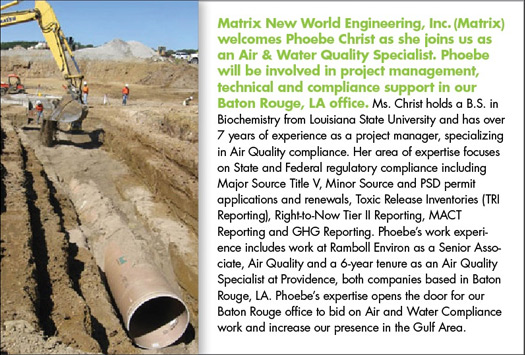 Matrix New World Engineering, Inc. (Matrix)
welcomes Phoebe Christ as she joins us as
an Air & Water Quality Specialist. Phoebe
will be involved in project management,
technical and compliance support in our
Baton Rouge, LA office. Ms. Christ holds a B.S. in
Biochemistry from Louisiana State University and has over
7 years of experience as a project manager, specializing
in Air Quality compliance. Her area of expertise focuses
on State and Federal regulatory compliance including
Major Source Title V, Minor Source and PSD permit
applications and renewals, Toxic Release Inventories (TRI
Reporting), Right-to-Now Tier II Reporting, MACT
Reporting and GHG Reporting. Phoebe's work experi-
ence includes work at Ramboll Environ as a Senior Asso-
ciate, Air Quality and a 6-year tenure as an Air Quality
Specialist at Providence, both companies based in Baton
Rouge, LA. Phoebe's expertise opens the door for our
Baton Rouge office to bid on Air and Water Compliance
work and increase our presence in the Gulf Area.